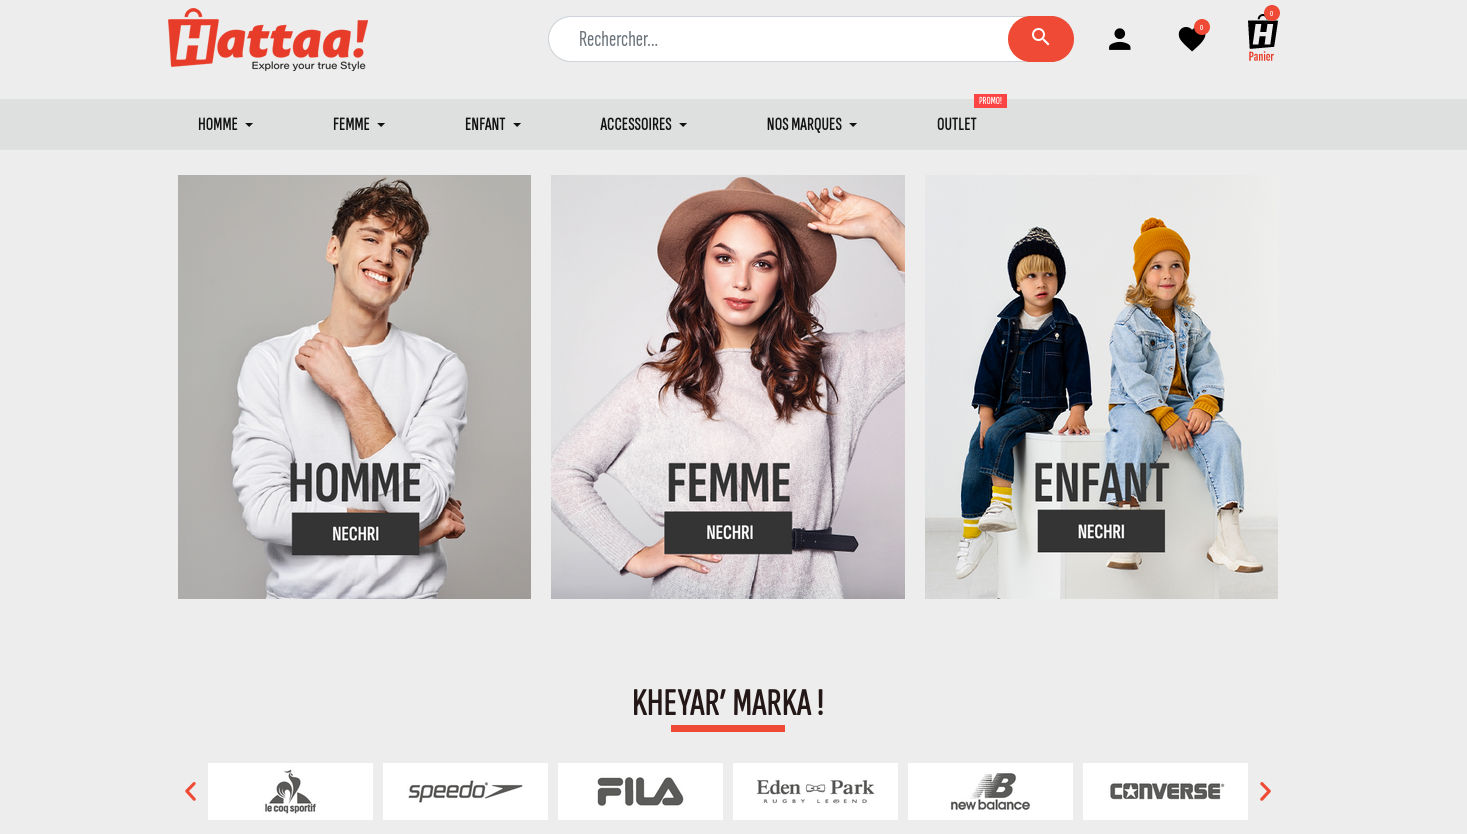 Hattaa!
Explore your true Style
Rechercher...
0
0
H
Panier
PROMO!
HOMME FEMME ENFANT ACCESSOIRES NOS MARQUES OUTLET
HOMME
NECHRI
FEMME
NECHRI
ENFANT
NECHRI
KHEYAR’ MARKA !
le coq sportif
speedo
FILA
Eden Park
RUGBY LEGEND
NB
new balance
CONVERSE